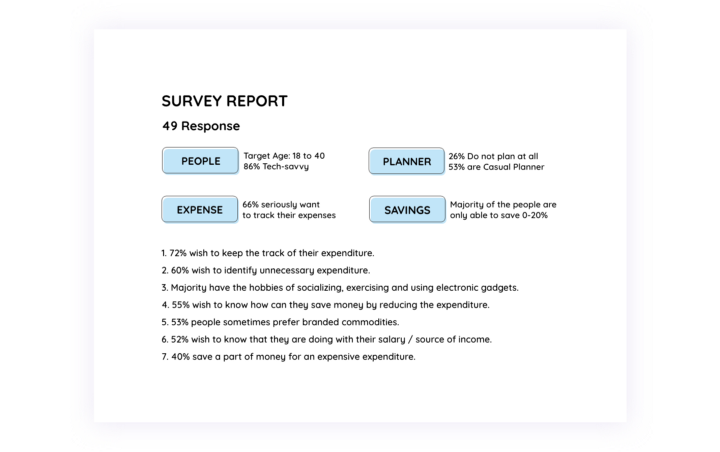 SURVEY REPORT
49 Response
PEOPLE
Target Age: 18 to 40
86% Tech-savvy
PLANNER
26% Do not plan at all
53% are Casual Planner
EXPENSE
66% seriously want
to track their expenses
SAVINGS
Majority of the people are
only able to save 0-20%
1. 72% wish to keep the track of their expenditure.
2. 60% wish to identify unnecessary expenditure.
3. Majority have the hobbies of socializing, exercising and using electronic gadgets.
4. 55% wish to know how can they save money by reducing the expenditure.
5. 53% people sometimes prefer branded commodities.
6. 52% wish to know that they are doing with their salary / source of income.
7. 40% save a part of money for an expensive expenditure.